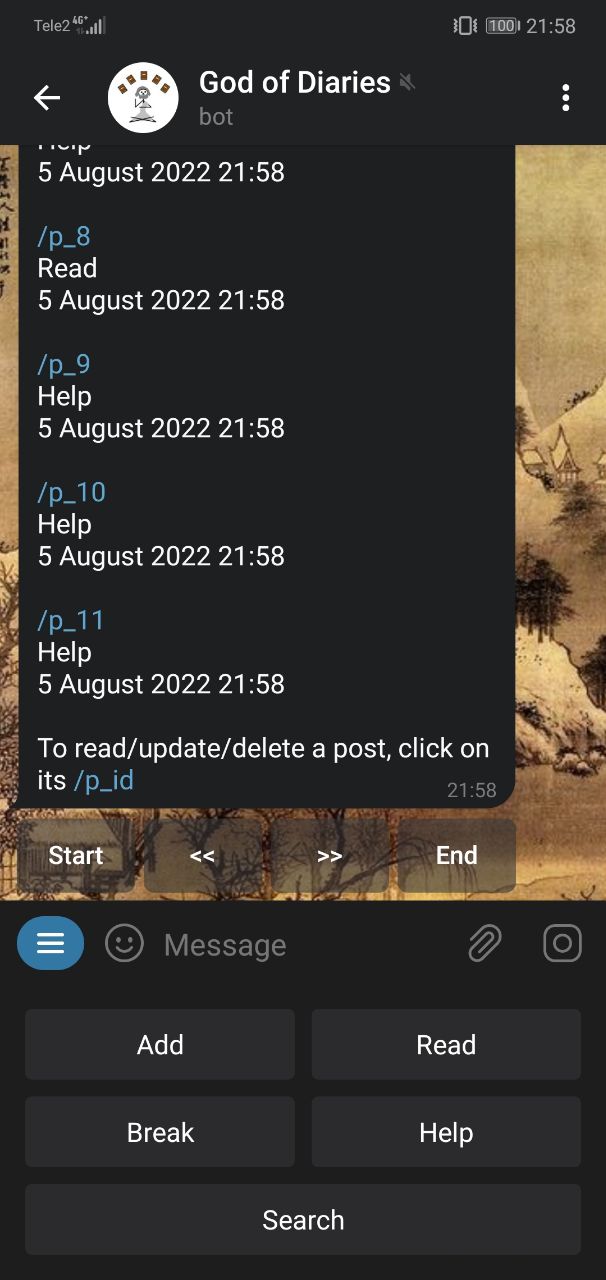 Tele2 4G+
100 21:58
God of Diaries
bot
Help
5 August 2022 21:58
/p_8
Read
5 August 2022 21:58
/p_9
Help
5 August 2022 21:58
/p_10
Help
5 August 2022 21:58
/p_11
Help
5 August 2022 21:58
To read/update/delete a post, click on
its /p_id
21:58
Start << >> End
Message
Add Read
Break Help
Search